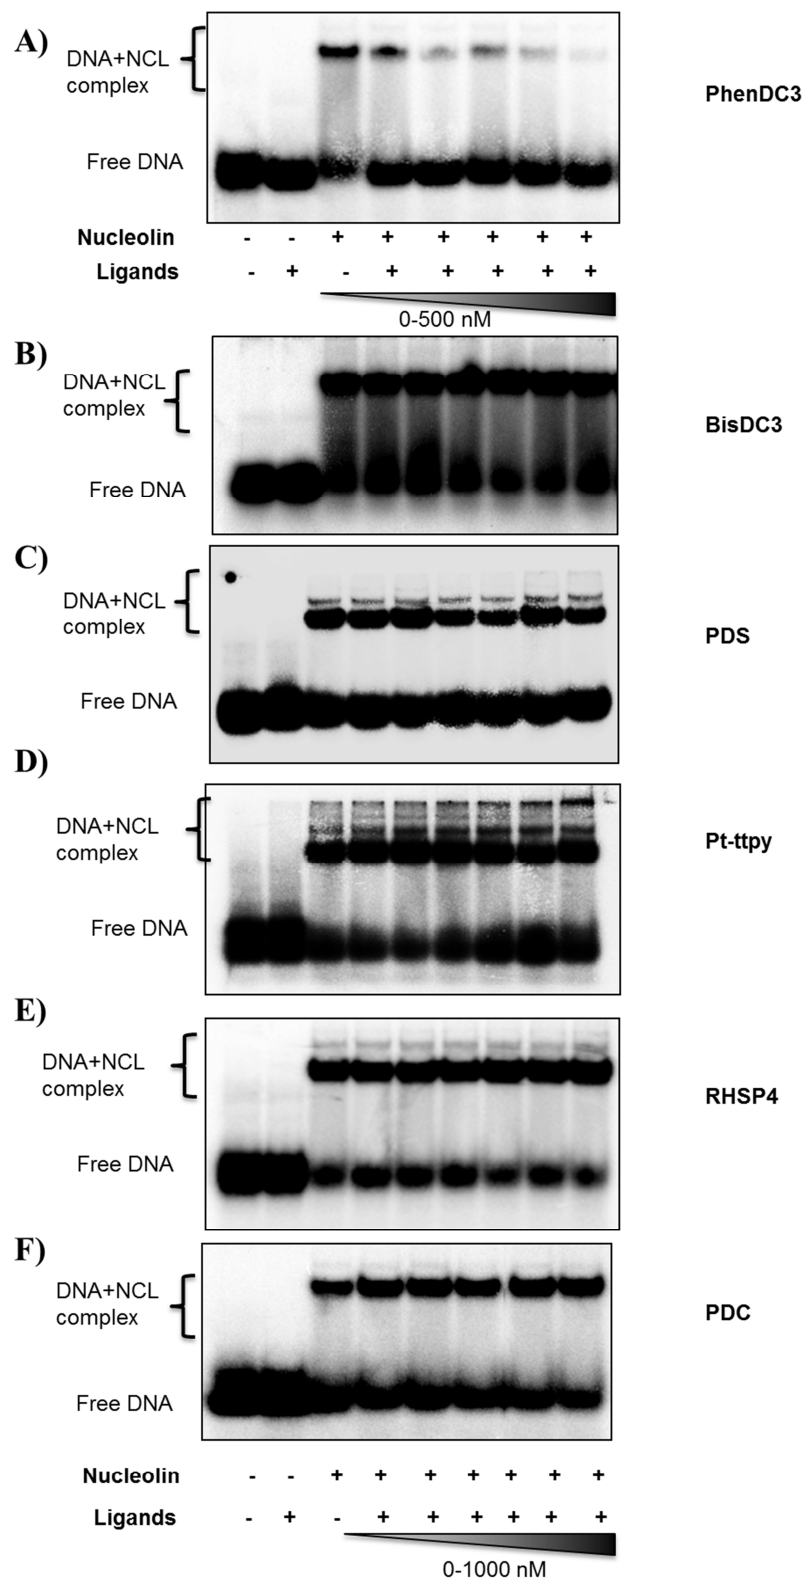 A)
DNA+NCL
complex
Free DNA
PhenDC3
Nucleolin - - + + + + + +
Ligands - + - + + + + +
0-500 nM
B)
DNA+NCL
complex
Free DNA
BisDC3
C)
DNA+NCL
complex
Free DNA
PDS
D)
DNA+NCL
complex
Free DNA
Pt-ttpy
E)
DNA+NCL
complex
Free DNA
RHSP4
F)
DNA+NCL
complex
Free DNA
PDC
Nucleolin - - + + + + + + +
Ligands - + - + + + + + +
0-1000 nM